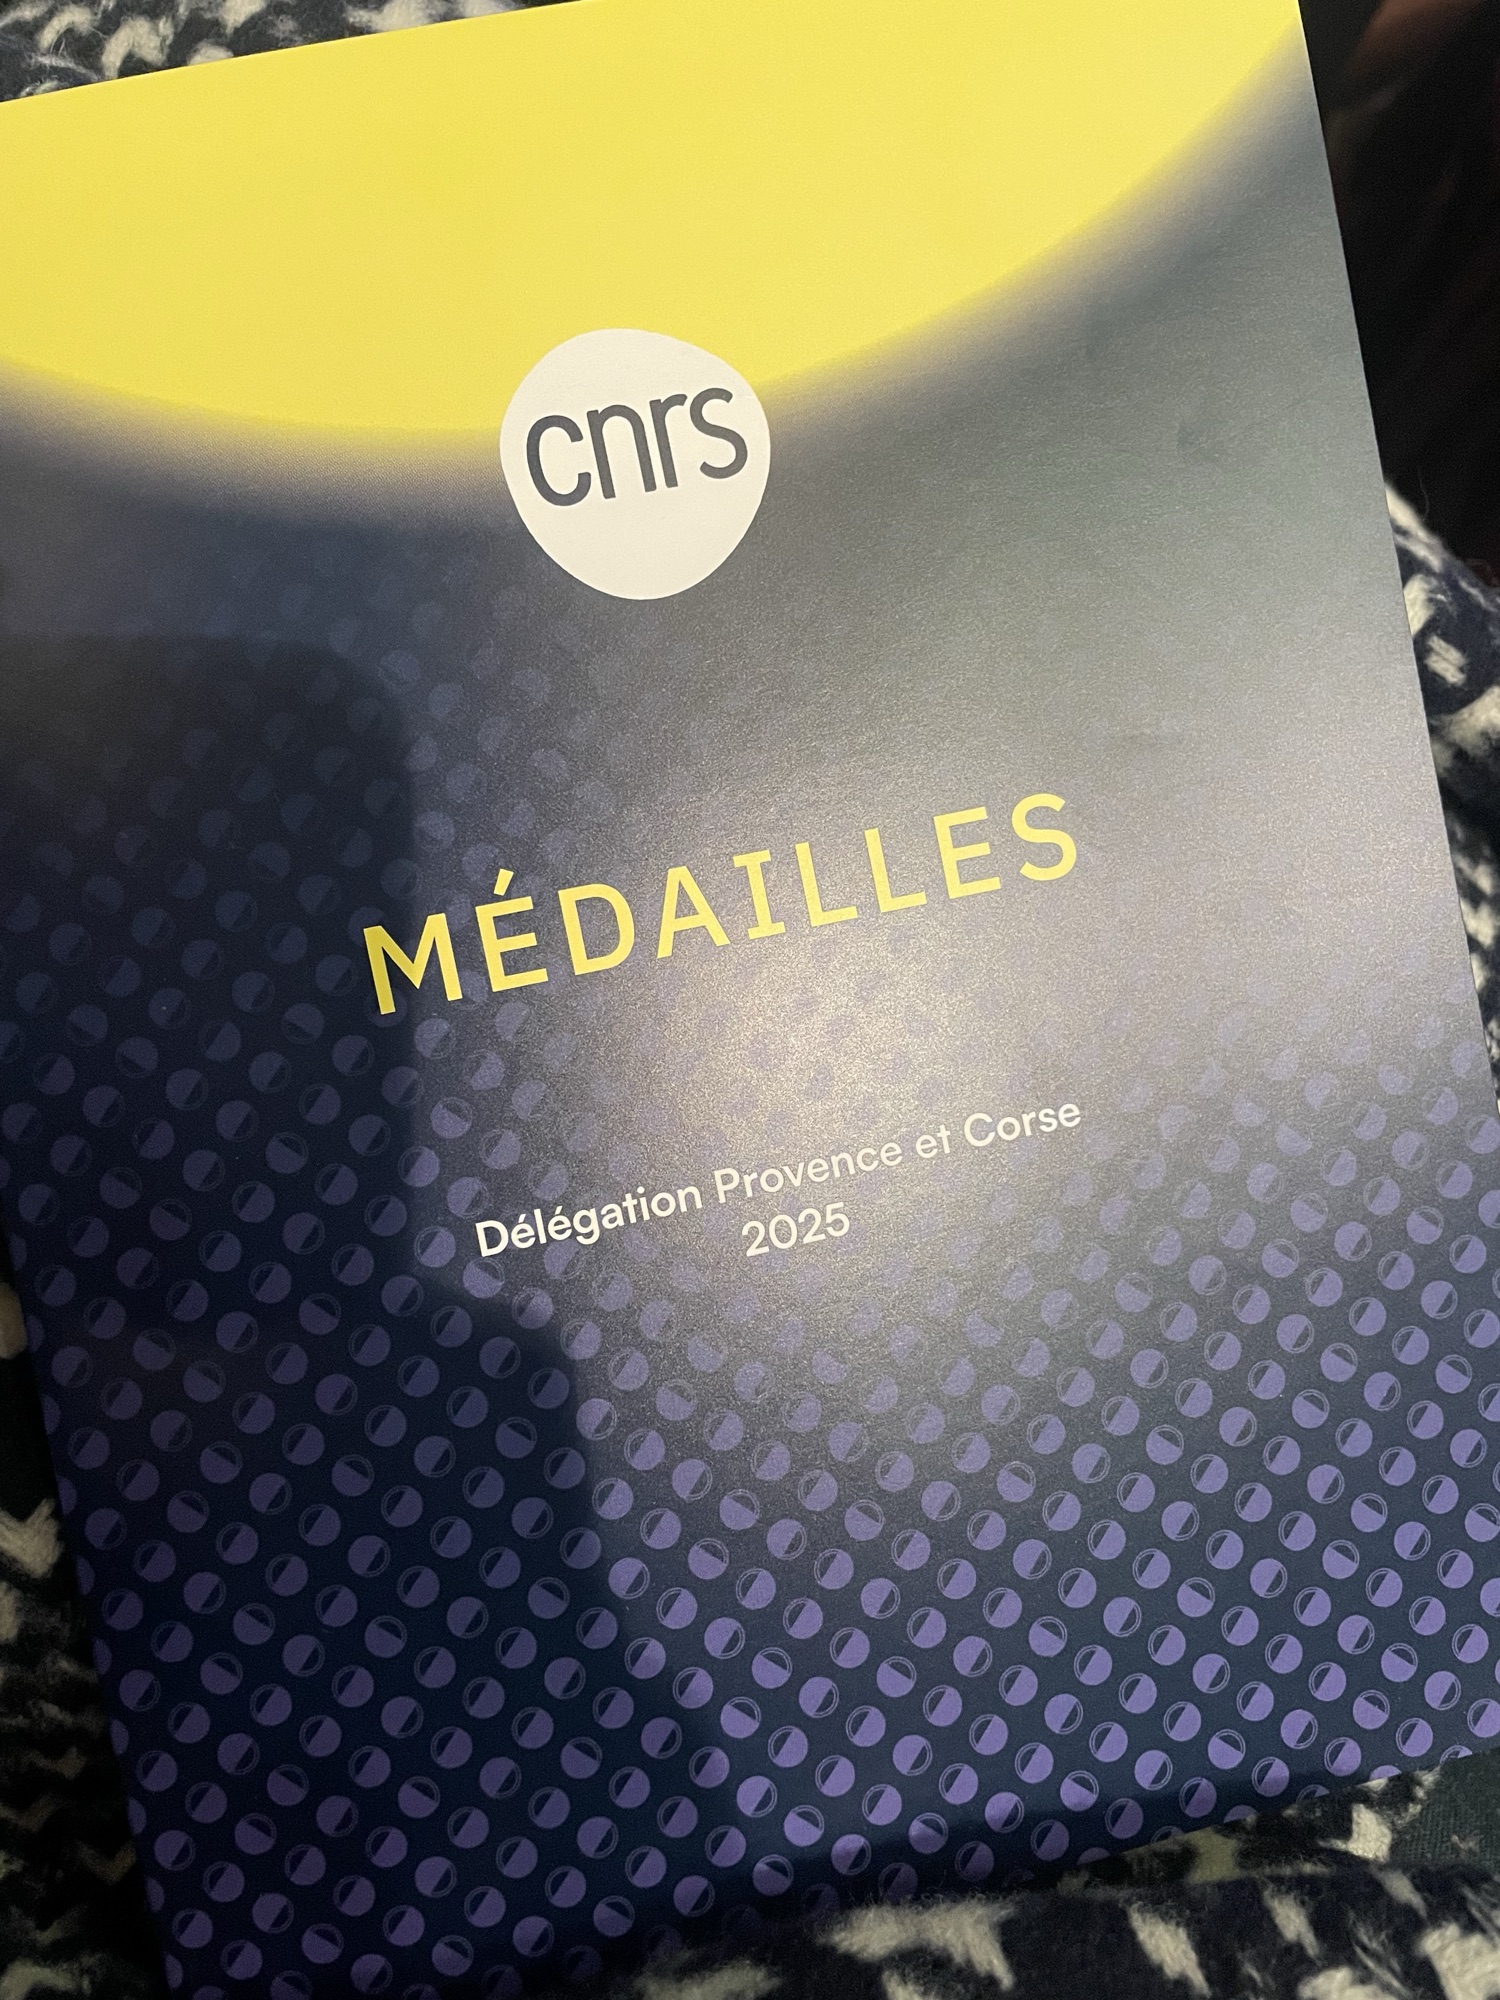 cnrs
MÉDAILLES
Délégation Provence et Corse
2025